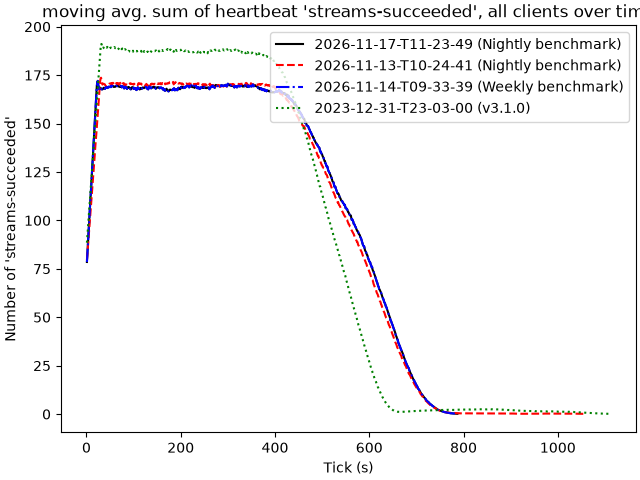 moving avg. sum of heartbeat 'streams-succeeded', all clients over
200
175
150
125
100
75
50
25
0
Number of 'streams-succeeded'
2026-11-17-T11-23-49 (Nightly benchmark)
2026-11-13-T10-24-41 (Nightly benchmark)
2026-11-14-T09-33-39 (Weekly benchmark)
2023-12-31-T23-03-00 (v3.1.0)
0 200 400 600 800 1000
Tick (s)